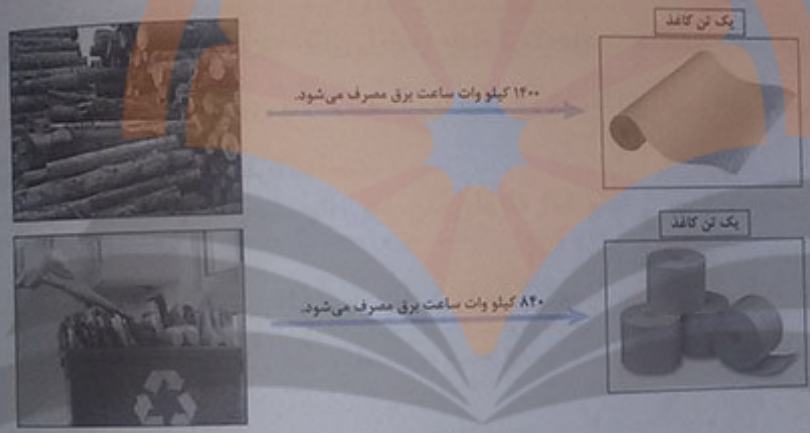 یک تن کاغذ
۱۴۰۰ کیلو وات ساعت برق مصرف می‌شود.
یک تن کاغذ
۸۴۰ کیلو وات ساعت برق مصرف می‌شود.